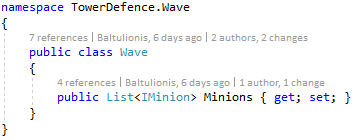 namespace TowerDefence.Wave
{
7 references | Baltulionis, 6 days ago | 2 authors, 2 changes
public class Wave
{
4 references | Baltulionis, 6 days ago | 1 author, 1 change
public List<IMinion> Minions { get; set; }
}
}